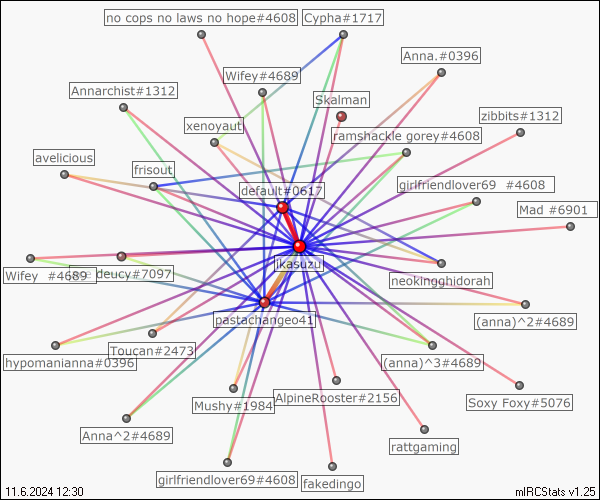 no cops no laws no hope#4608
Cypha#1717
Anna.#0396
Wifey#4689
Annarchist#1312
Skalman
zibbits#1312
xenoyaut
ramshackle gorey#4608
avelicious
frisout
default#0617
girlfriendlover69 #4608
Mad #6901
ikasuzu
Wifey #4689
deucy#7097
neokingghidorah
pastachangeo41
(anna)^2#4689
Toucan#2473
hypomanianna#0396
(anna)^3#4689
AlpineRooster#2156
Mushy#1984
Soxy Foxy#5076
Anna^2#4689
rattgaming
girlfriendlover69#4608
fakedingo
11.6.2024 12:30
mIRCStats v1.25